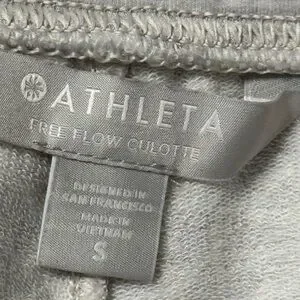 ATHLETA
FREE FLOW CULOTTE
DESIGNED IN
SAN FRANCISCO
MADE IN
VIETNAM
S